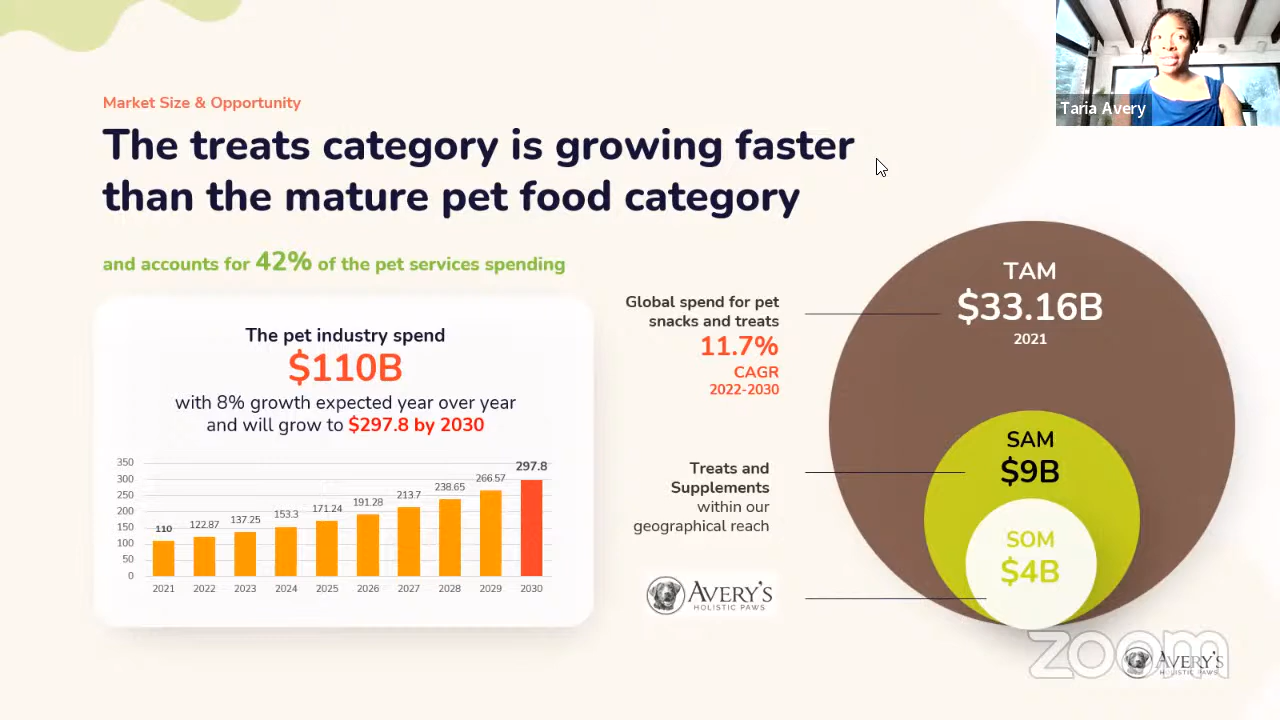 Taria Avery
Market Size & Opportunity
The treats category is growing faster
than the mature pet food category
and accounts for 42% of the pet services spending
The pet industry spend
$110B
with 8% growth expected year over year
and will grow to $297.8 by 2030
350
300
250
200
150
100
50
0
110
122.87
137.25
153.3
171.24
191.28
213.7
238.65
266.57
297.8
2021
2022
2023
2024
2025
2026
2027
2028
2029
2030
Global spend for pet
snacks and treats
11.7%
CAGR
2022-2030
Treats and
Supplements
within our
geographical reach
AVERY'S
HOLISTIC PAWS
TAM
$33.16B
2021
SAM
$9B
SOM
$4B
zoom
AVERY'S
HOLISTIC PAWS